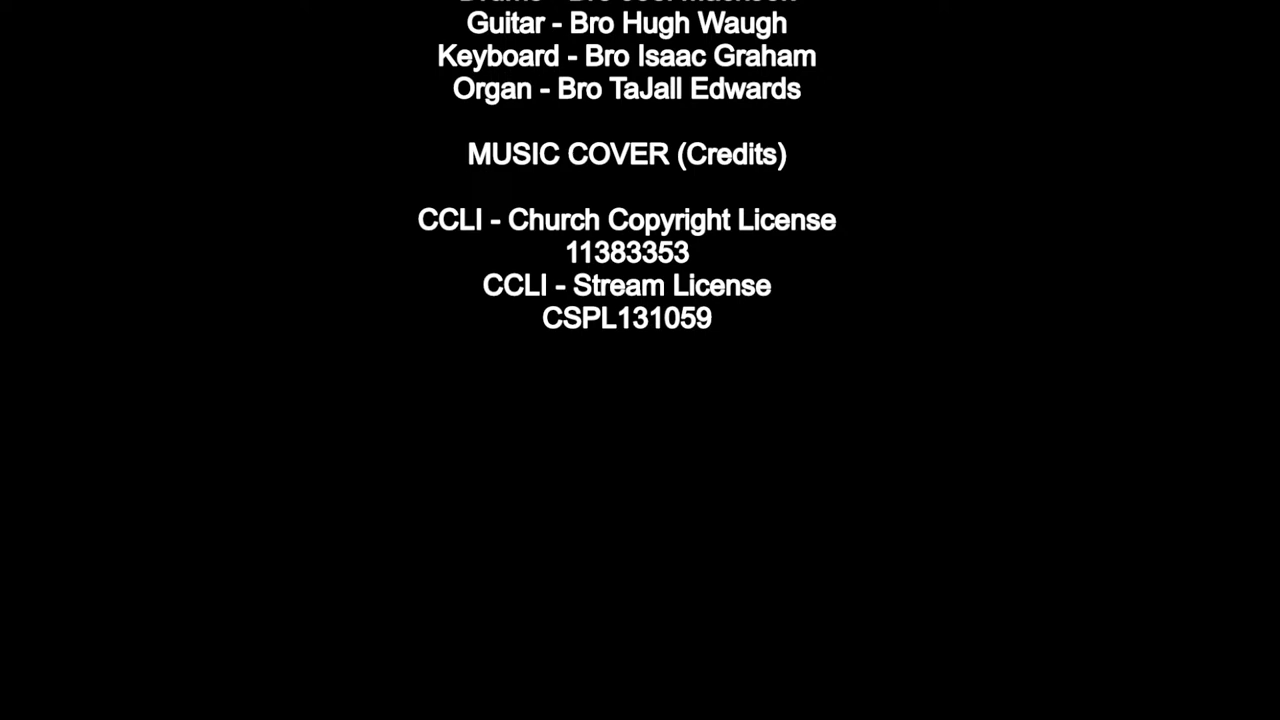 Guitar - Bro Hugh Waugh
Keyboard - Bro Isaac Graham
Organ - Bro TaJall Edwards
MUSIC COVER (Credits)
CCLI - Church Copyright License
11383353
CCLI - Stream License
CSPL131059